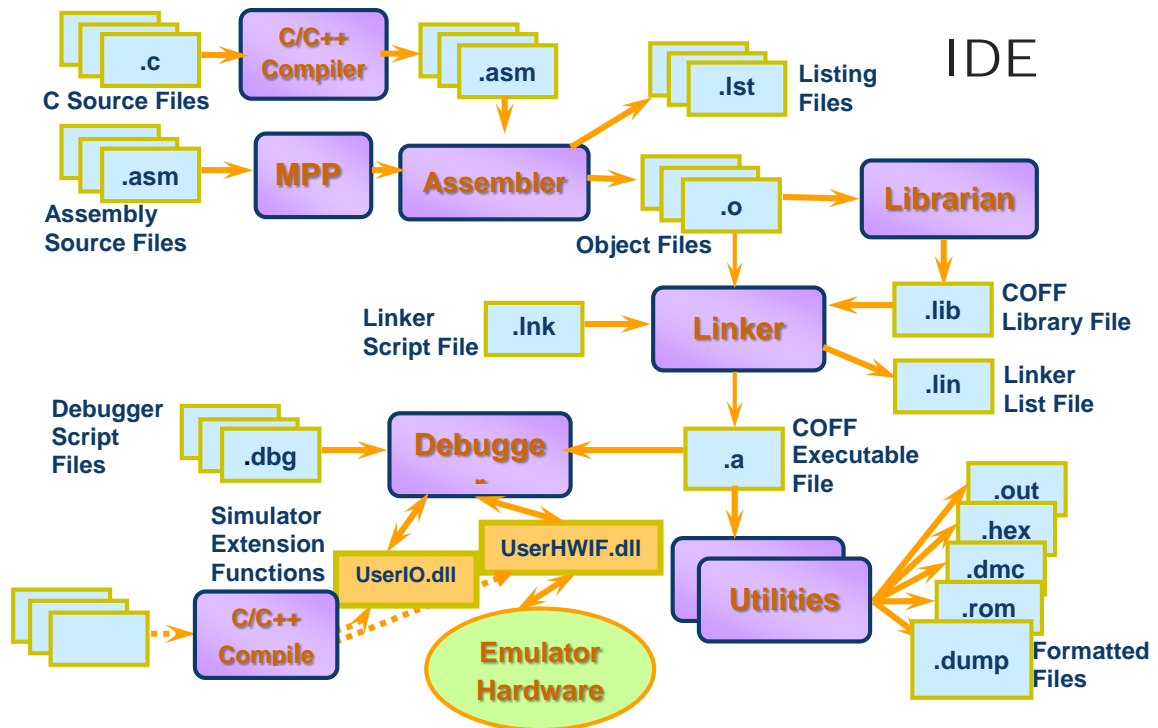 IDE
C/C++
Compiler
.c
C Source Files
.asm
.lst
Listing
Files
.asm
Assembly
Source Files
MPP
Assembler
.o
Object Files
Librarian
Linker
Script File
.lnk
Linker
.lib
COFF
Library File
.lin
Linker
List File
Debugger
Script
Files
.dbg
Debugge
.a
COFF
Executable
File
Simulator
Extension
Functions
UserIO.dll
UserHWIF.dll
C/C++
Compile
Emulator
Hardware
Utilities
.out
.hex
.dmc
.rom
.dump
Formatted
Files